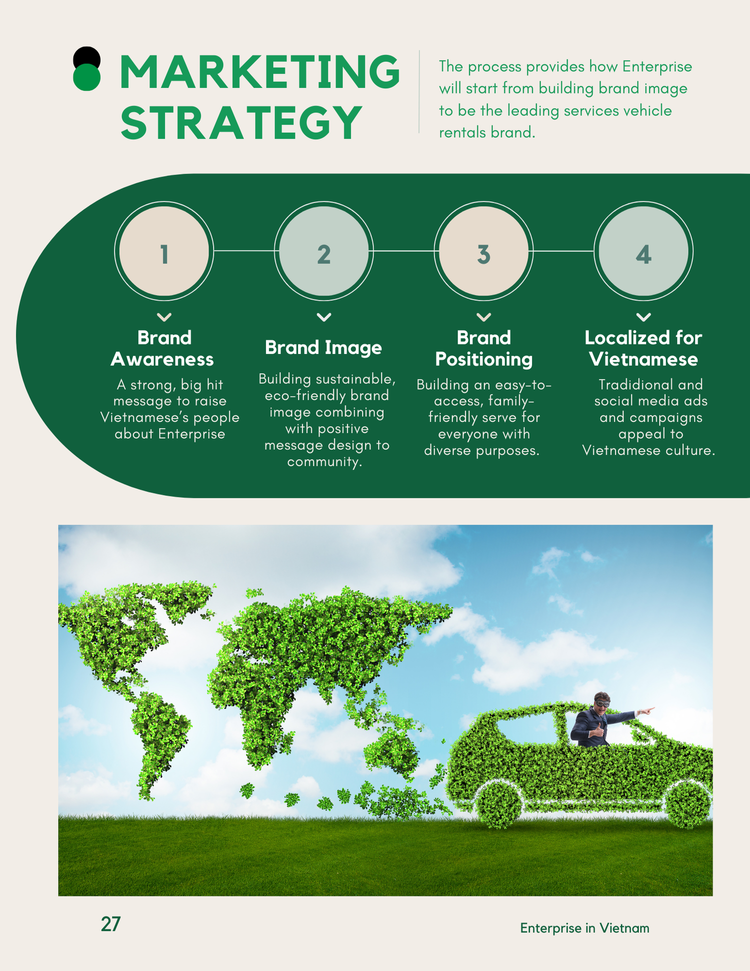 MARKETING
STRATEGY
The process provides how Enterprise
will start from building brand image
to be the leading services vehicle
rentals brand.
1
2
3
4
Brand
Awareness
A strong, big hit
message to raise
Vietnamese's people
about Enterprise
Brand Image
Building sustainable,
eco-friendly brand
image combining
with positive
message design to
community.
Brand
Positioning
Building an easy-to-
access, family-
friendly serve for
everyone with
diverse purposes.
Localized for
Vietnamese
Tradidional and
social media ads
and campaigns
appeal to
Vietnamese culture.
27
Enterprise in Vietnam